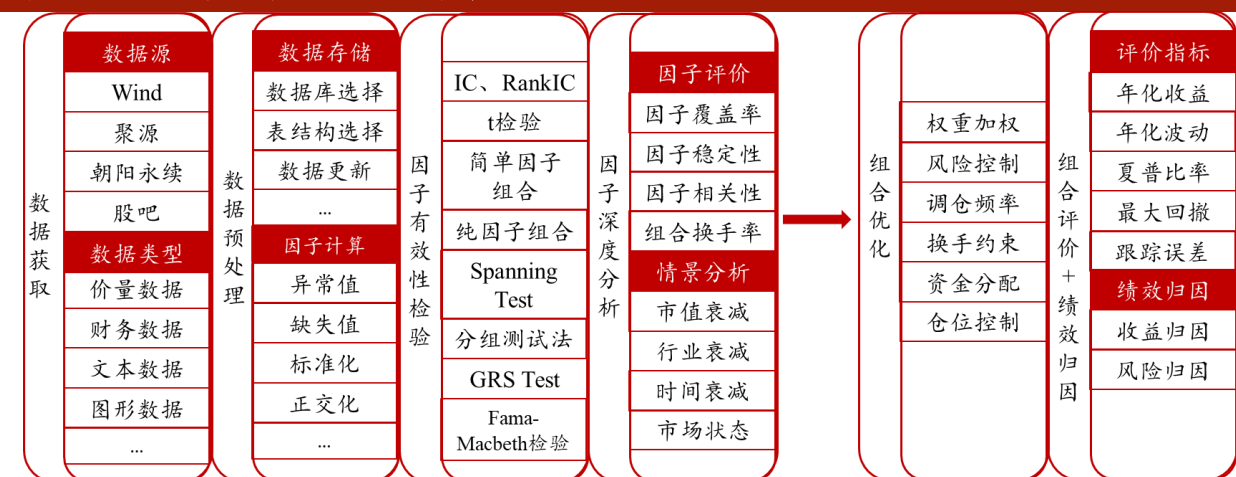 数据获取
数据源
Wind
聚源
朝阳永续
股吧
数据类型
价量数据
财务数据
文本数据
图形数据
...
数据预处理
数据存储
数据库选择
表结构选择
数据更新
...
因子计算
异常值
缺失值
标准化
正交化
...
因子有效性检验
IC、RankIC
t检验
简单因子
组合
纯因子组合
Spanning
Test
分组测试法
GRS Test
Fama-
Macbeth检验
因子深度分析
因子评价
因子覆盖率
因子稳定性
因子相关性
组合换手率
情景分析
市值衰减
行业衰减
时间衰减
市场状态
组合优化
权重加权
风险控制
调仓频率
换手约束
资金分配
仓位控制
组合评价+绩效归因
评价指标
年化收益
年化波动
夏普比率
最大回撤
跟踪误差
绩效归因
收益归因
风险归因